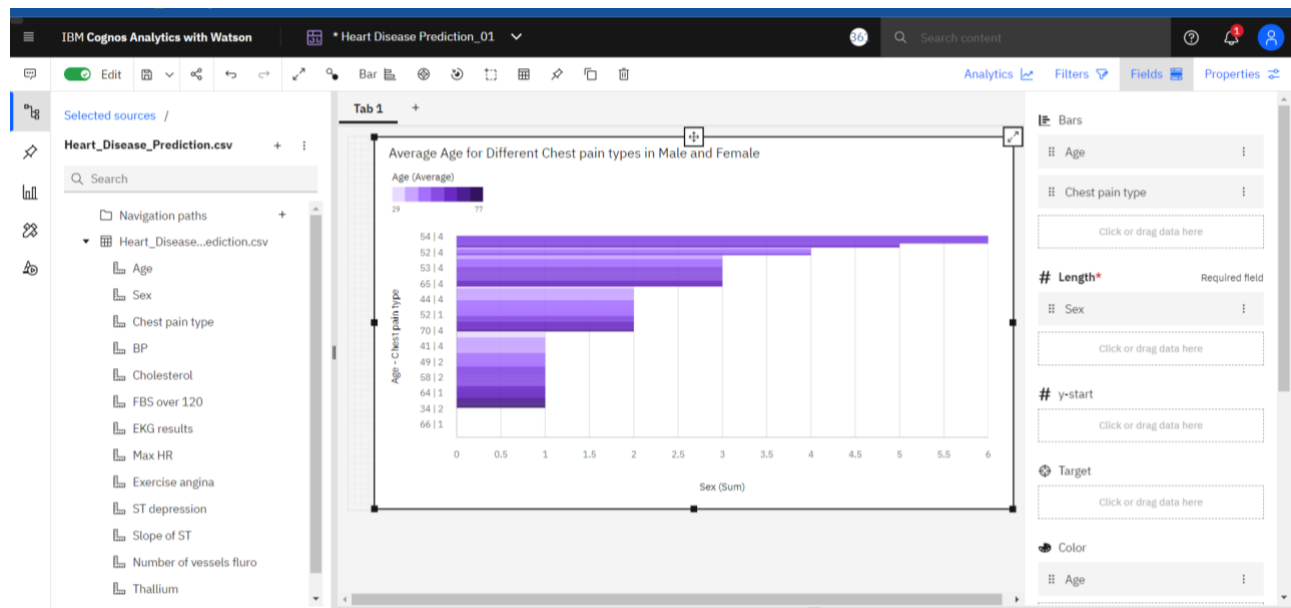 IBM Cognos Analytics with Watson
* Heart Disease Prediction_01
36
Search content
Edit
Bar
Analytics
Filters
Fields
Properties
Selected sources /
Heart_Disease_Prediction.csv
Search
Navigation paths
Heart_Disease...ediction.csv
Age
Sex
Chest pain type
BP
Cholesterol
FBS over 120
EKG results
Max HR
Exercise angina
ST depression
Slope of ST
Number of vessels fluro
Thallium
Tab 1
Average Age for Different Chest pain types in Male and Female
Age (Average)
29 77
Age - Chest pain type
54 | 4
52 | 4
53 | 4
65 | 4
44 | 4
52 | 1
70 | 4
41 | 4
49 | 2
58 | 2
64 | 1
34 | 2
66 | 1
0 0.5 1 1.5 2 2.5 3 3.5 4 4.5 5 5.5 6
Sex (Sum)
Bars
Age
Chest pain type
Click or drag data here
# Length*
Required field
Sex
Click or drag data here
# y-start
Click or drag data here
Target
Click or drag data here
Color
Age